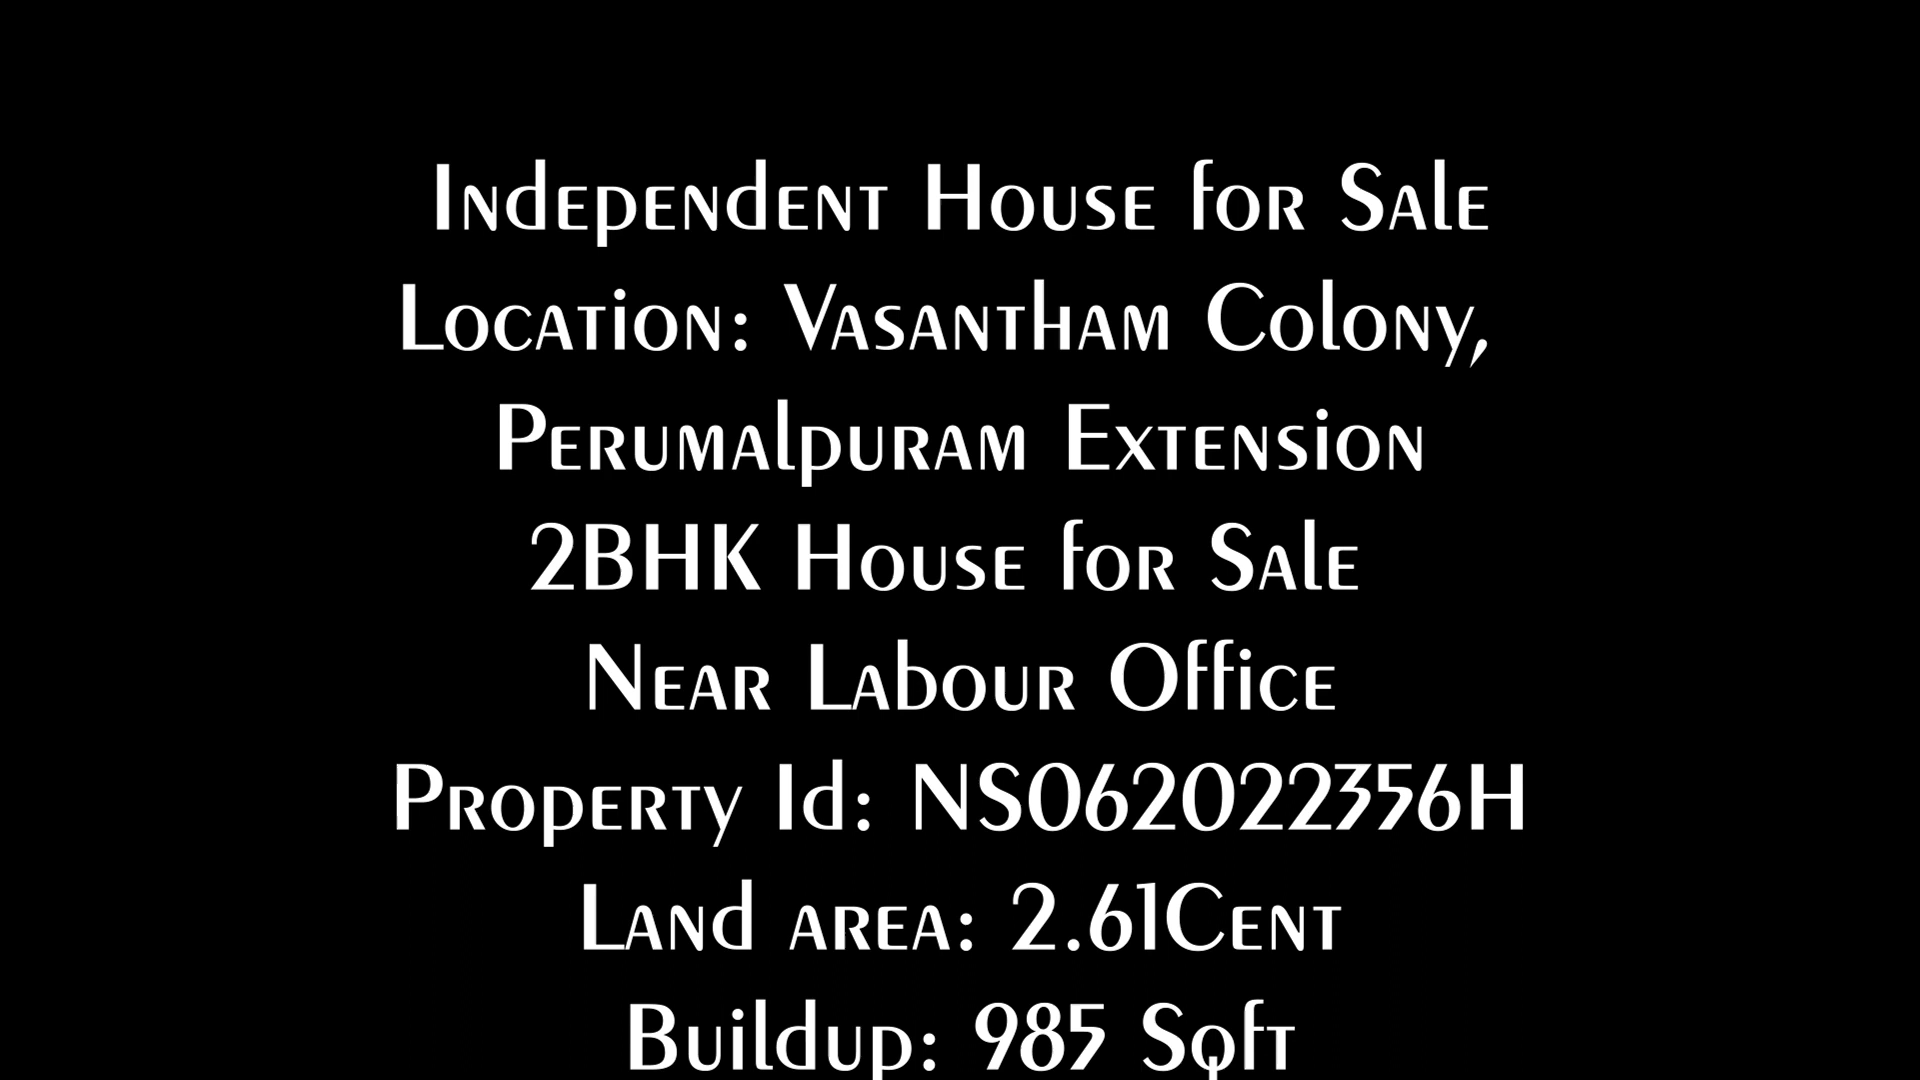 Independent House for Sale
Location: Vasantham Colony,
Perumalpuram Extension
2BHK House for Sale
Near Labour Office
Property Id: NS062022356H
Land area: 2.61Cent
Buildup: 985 Sqft